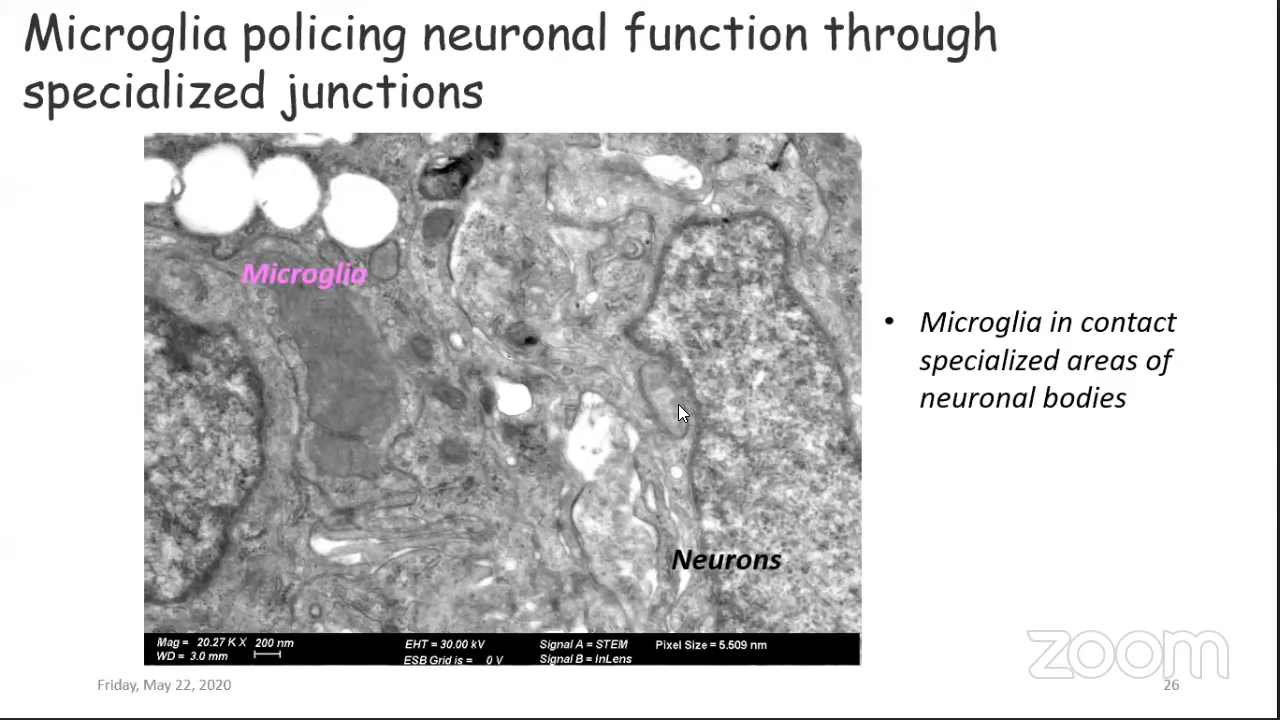 Microglia policing neuronal function through
specialized junctions
Microglia
• Microglia in contact
specialized areas of
neuronal bodies
Neurons
Mag = 20.27 K X 200 nm EHT = 30.00 kV Signal A = STEM Pixel Size = 5.509 nm
WD = 3.0 mm ESB Grid is = 0 V Signal B = InLens
zoom
Friday, May 22, 2020 26